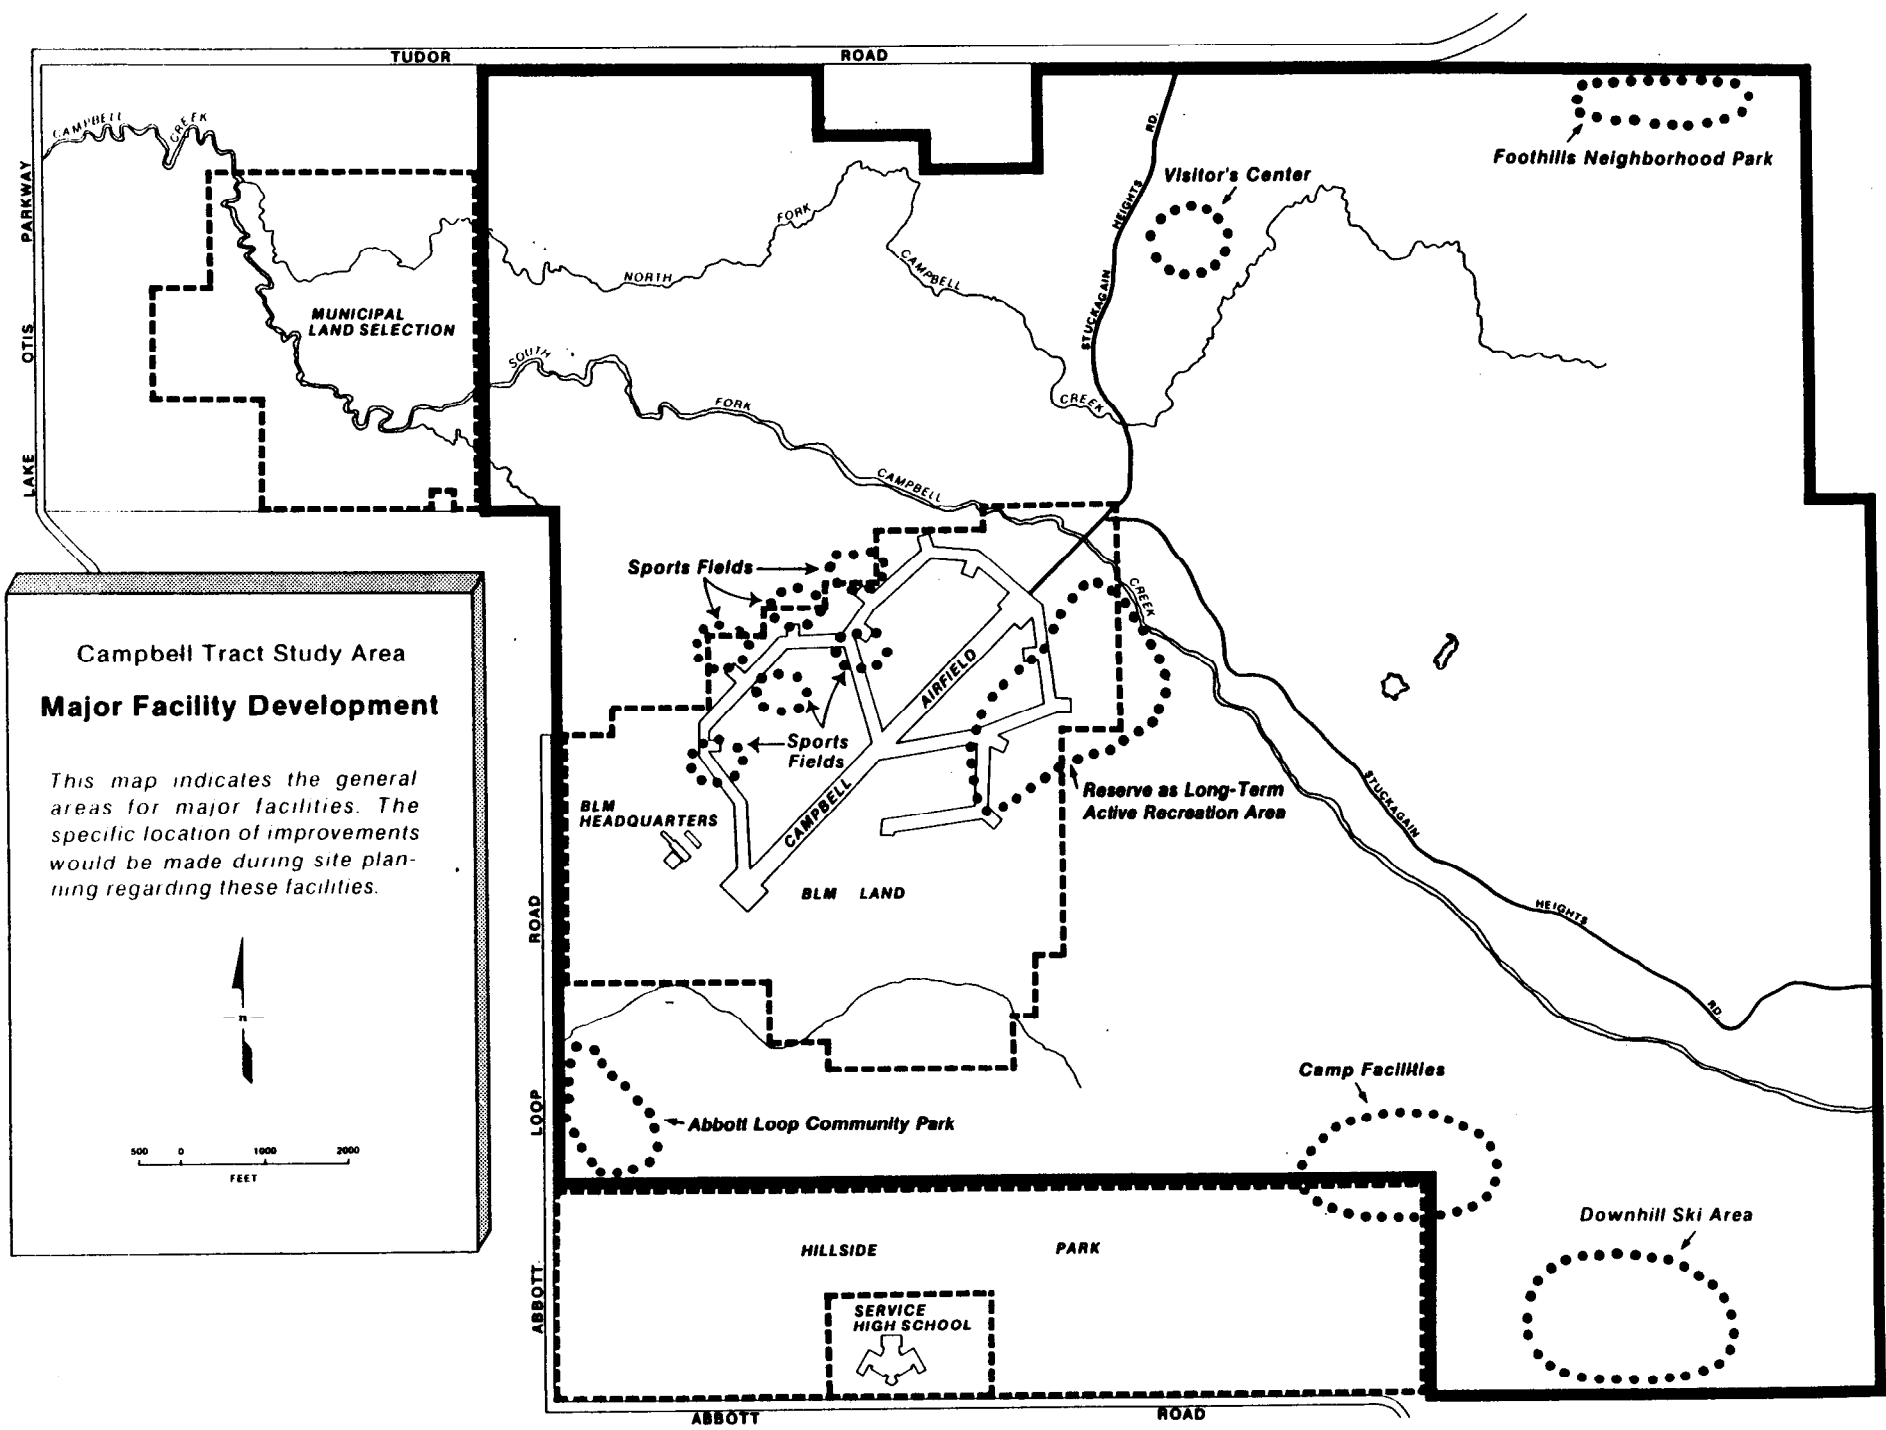 TUDOR ROAD
CAMPBELL CREEK
LAKE OTIS PARKWAY
MUNICIPAL
LAND SELECTION
NORTH FORK CAMPBELL CREEK
SOUTH FORK CAMPBELL CREEK
STUCKAGAIN HEIGHTS RD.
Visitor's Center
Foothills Neighborhood Park
Sports Fields
Sports
Fields
CAMPBELL AIRFIELD
BLM
HEADQUARTERS
BLM LAND
Reserve as Long-Term
Active Recreation Area
STUCKAGAIN HEIGHTS RD
Camp Facilities
Downhill Ski Area
Abbott Loop Community Park
ABBOTT LOOP ROAD
HILLSIDE PARK
SERVICE
HIGH SCHOOL
ABBOTT ROAD
Campbell Tract Study Area
Major Facility Development
This map indicates the general
areas for major facilities. The
specific location of improvements
would be made during site plan-
ning regarding these facilities.
n
500 0 1000 2000
FEET